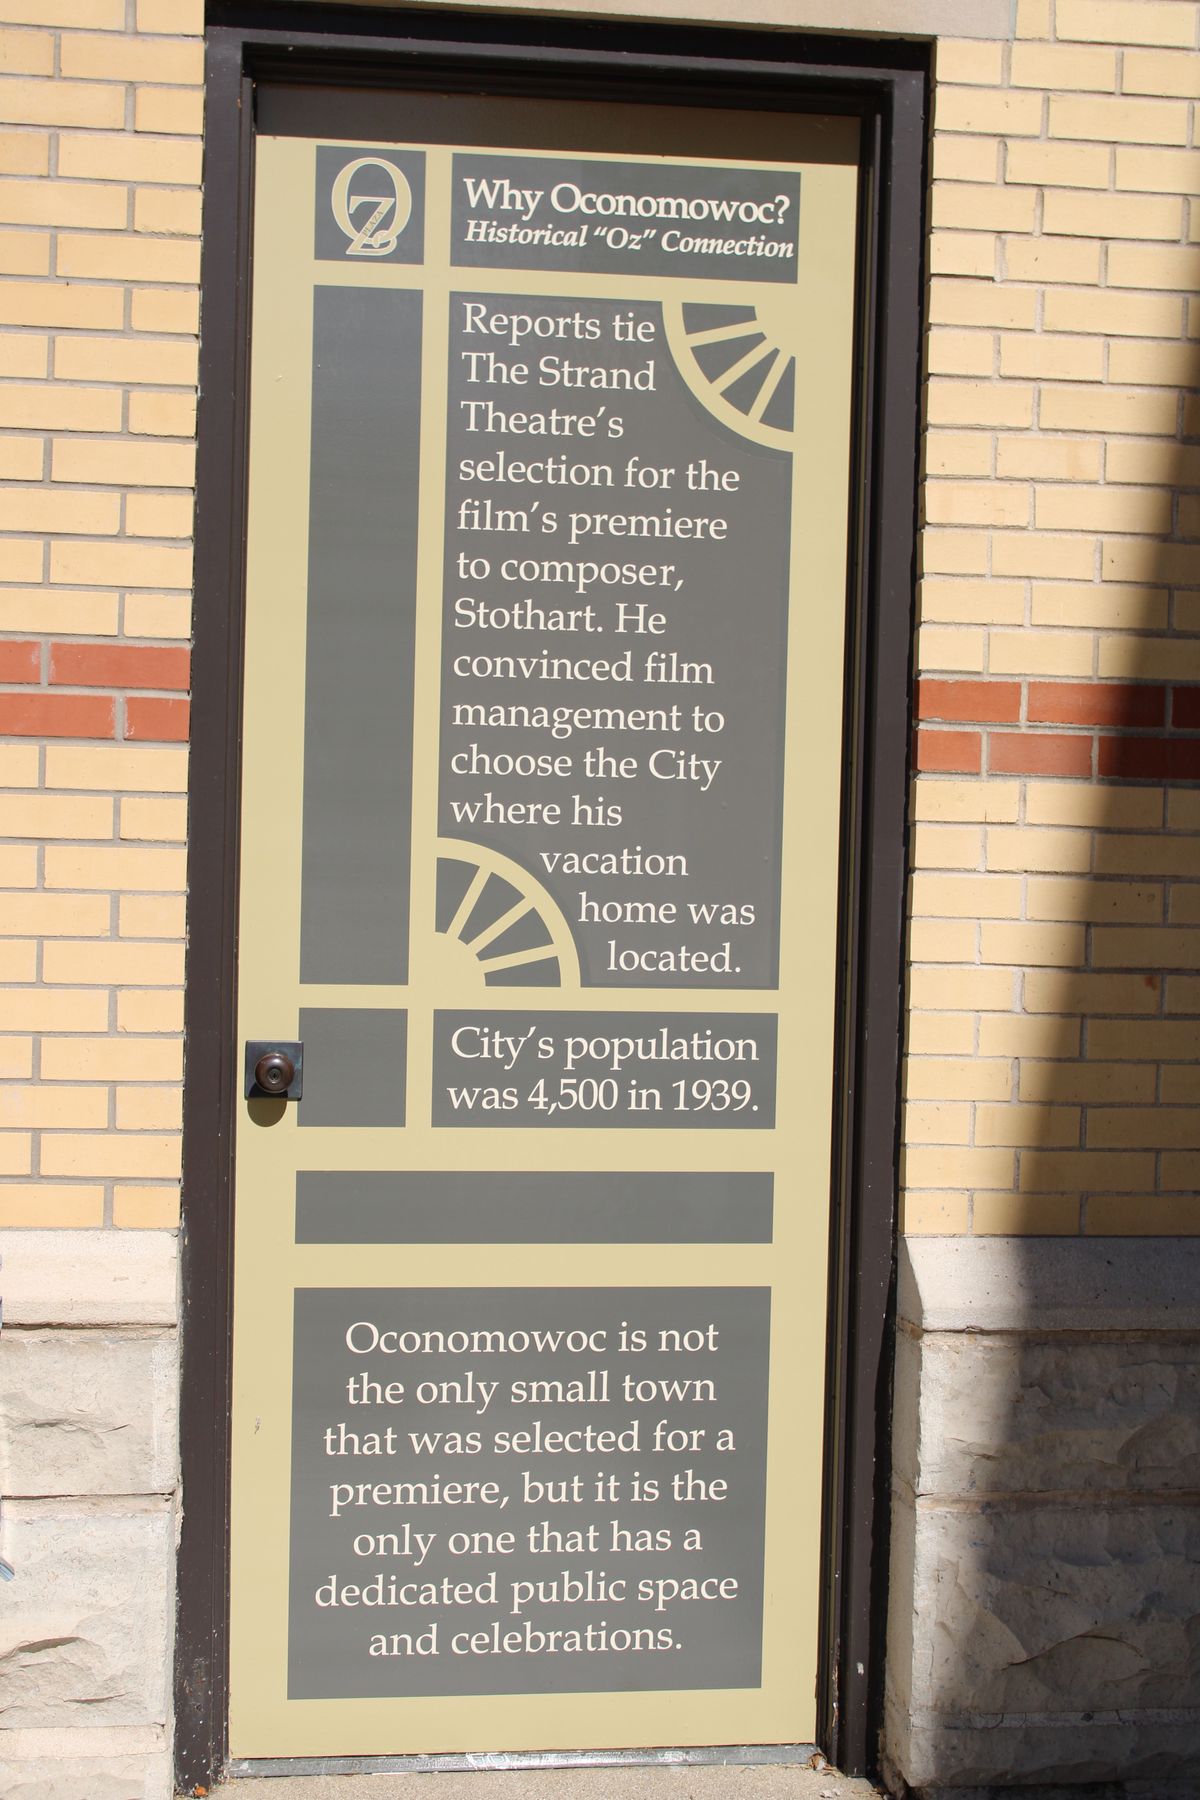 OZ
PLAZA
Why Oconomowoc?
Historical “Oz” Connection
Reports tie
The Strand
Theatre’s
selection for the
film’s premiere
to composer,
Stothart. He
convinced film
management to
choose the City
where his
vacation
home was
located.
City’s population
was 4,500 in 1939.
Oconomowoc is not
the only small town
that was selected for a
premiere, but it is the
only one that has a
dedicated public space
and celebrations.